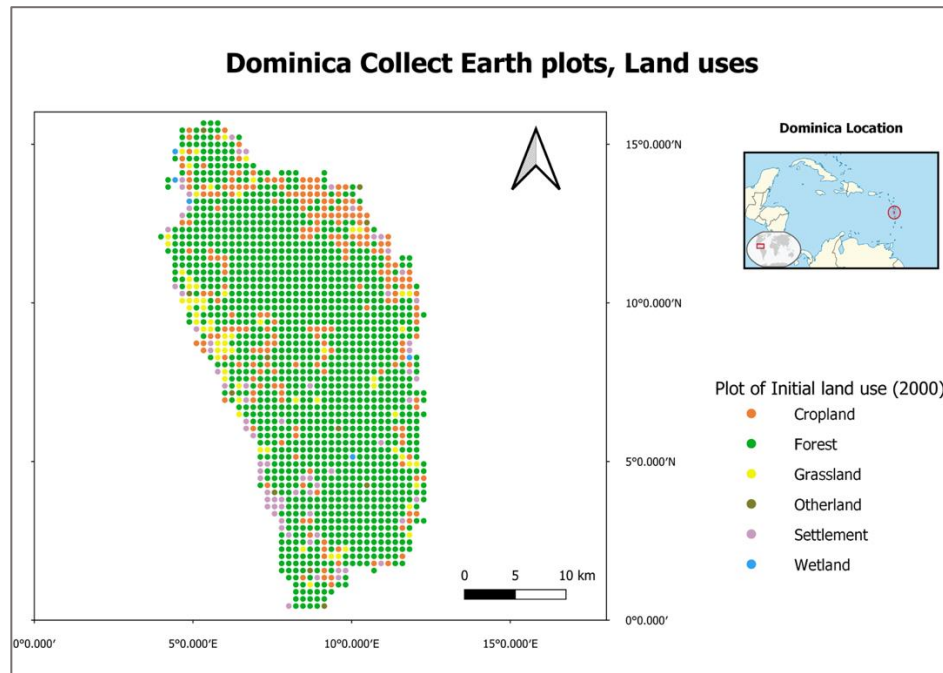 Dominica Collect Earth plots, Land uses
Dominica Location
15°0.000'N
10°0.000'N
Plot of Initial land use (2000)
Cropland
Forest
Grassland
Otherland
Settlement
Wetland
5°0.000'N
0 5 10 km
0°0.000'
0°0.000' 5°0.000'E 10°0.000'E 15°0.000'E